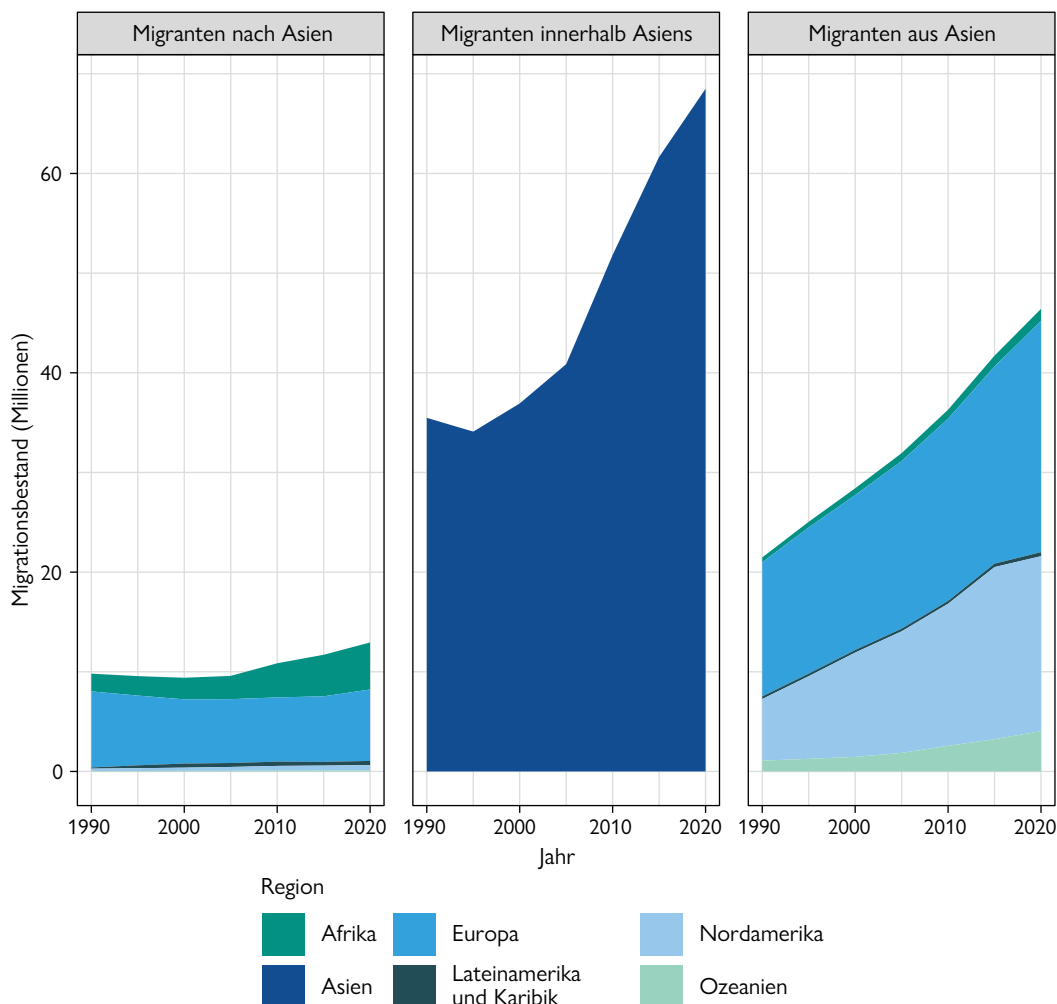 Migranten nach Asien
Migranten innerhalb Asiens
Migranten aus Asien
Migrationsbestand (Millionen)
60
40
20
0
1990 2000 2010 2020
1990 2000 2010 2020
1990 2000 2010 2020
Jahr
Region
Afrika
Europa
Nordamerika
Asien
Lateinamerika
und Karibik
Ozeanien